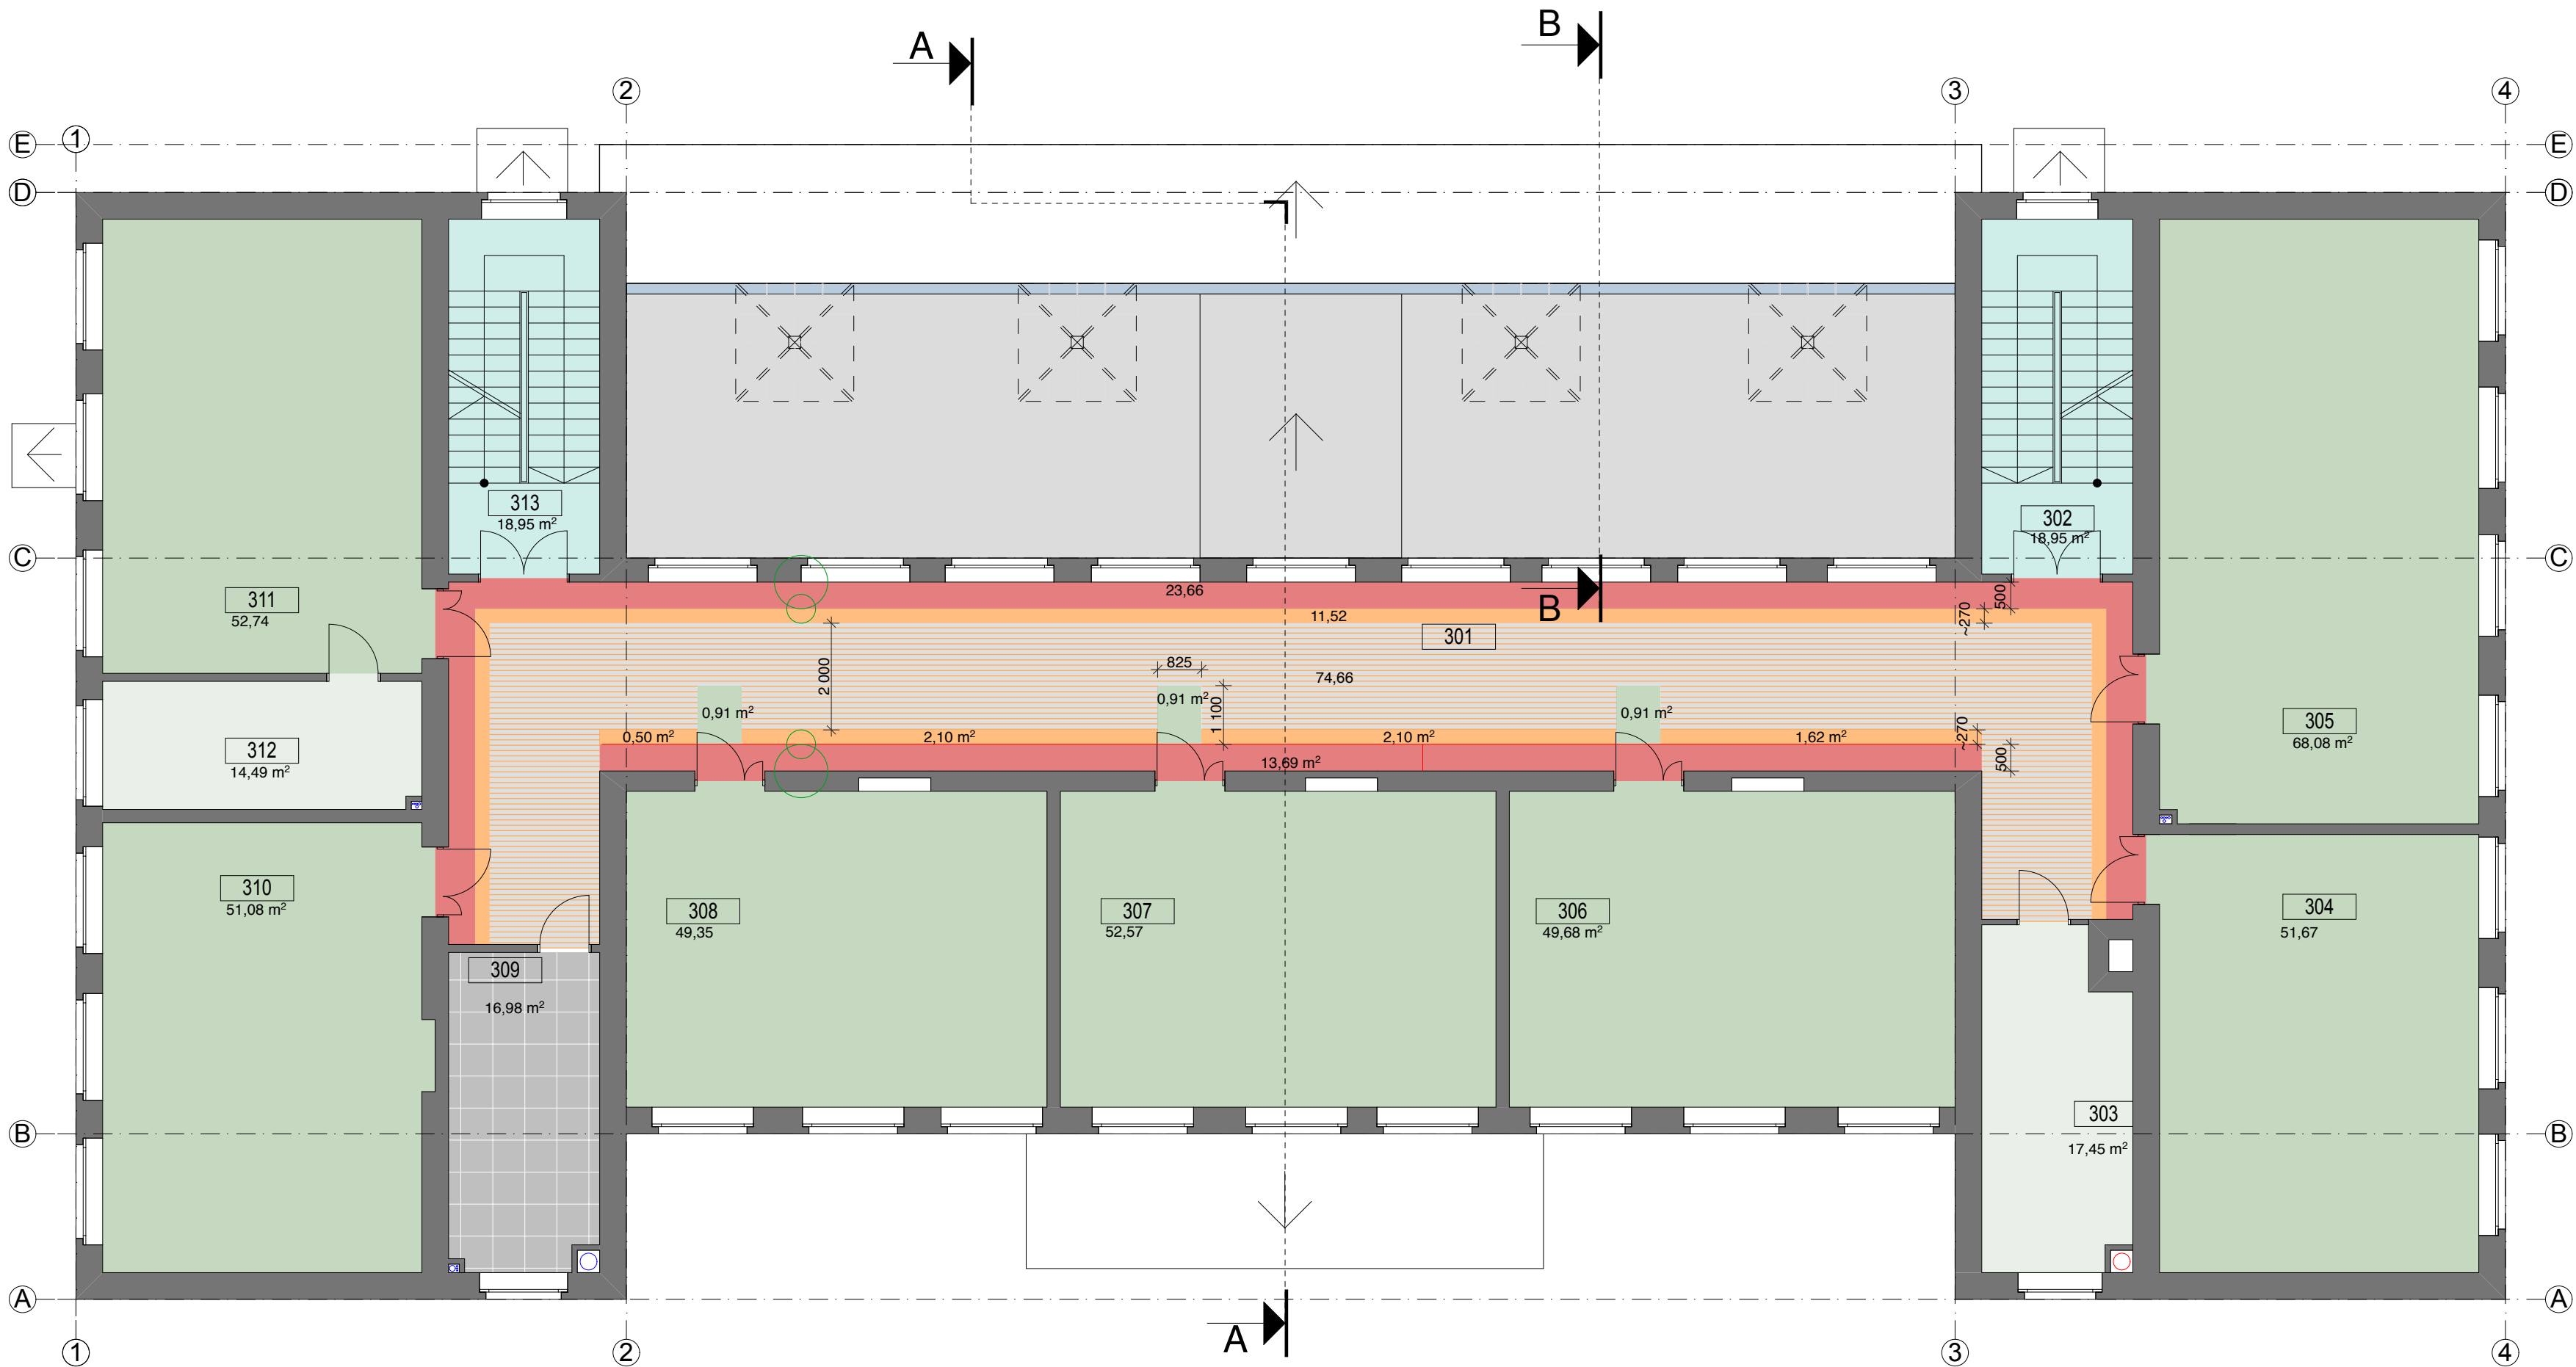 B
A
2
3
4
1
E
E
D
D
313
18,95 m²
302
18,95 m²
C
C
23,66
500
311
52,74
B
11,52
~270
301
2 000
825
74,66
0,91 m²
0,91 m²
1 100
0,91 m²
305
68,08 m²
0,50 m²
2,10 m²
2,10 m²
1,62 m²
~270
312
14,49 m²
13,69 m²
500
310
51,08 m²
308
49,35
307
52,57
306
49,68 m²
304
51,67
309
16,98 m²
303
17,45 m²
B
B
A
A
A
1
2
3
4